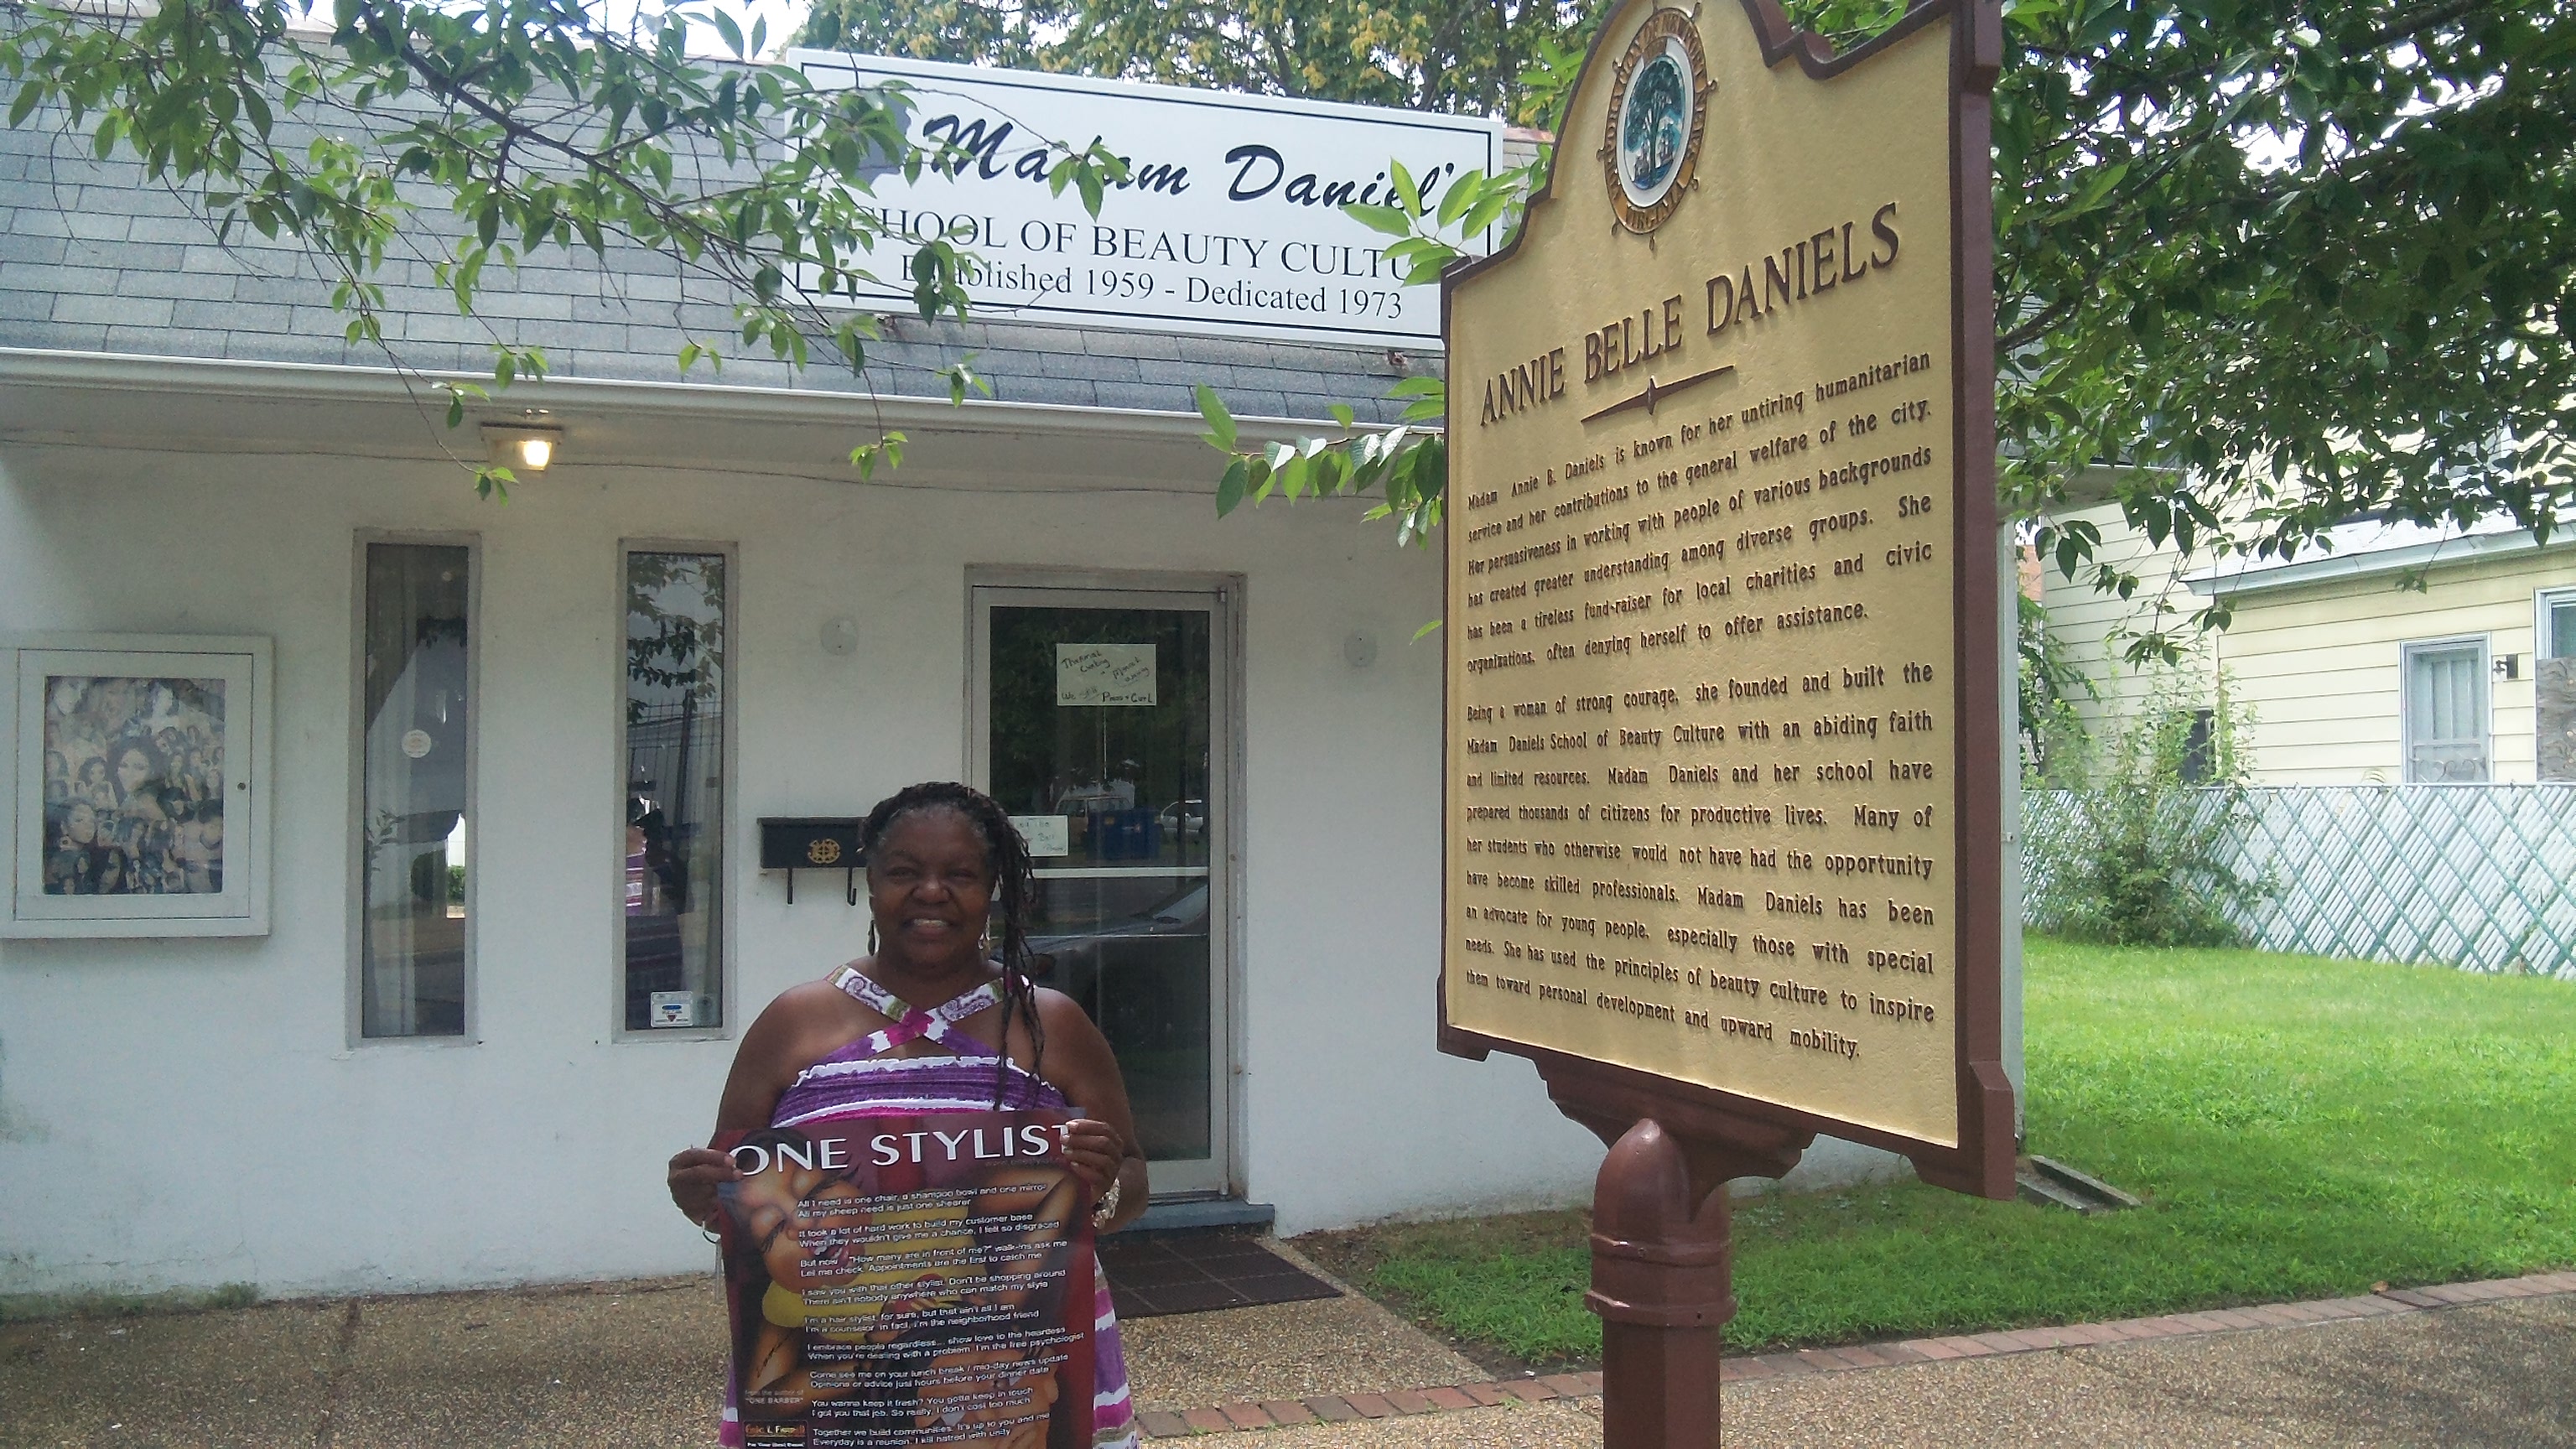 Madam Daniel's
SCHOOL OF BEAUTY CULTU
Established 1959 - Dedicated 1973
VIRGINIA
ANNIE BELLE DANIELS
Madam Annie B. Daniels is known for her untiring humanitarian
service and her contributions to the general welfare of the city.
Her persuasiveness in working with people of various backgrounds
has created greater understanding among diverse groups. She
has been a tireless fund-raiser for local charities and civic
organizations, often denying herself to offer assistance.
Being a woman of strong courage, she founded and built the
Madam Daniels School of Beauty Culture with an abiding faith
and limited resources. Madam Daniels and her school have
prepared thousands of citizens for productive lives. Many of
her students who otherwise would not have had the opportunity
have become skilled professionals. Madam Daniels has been
an advocate for young people, especially those with special
needs. She has used the principles of beauty culture to inspire
them toward personal development and upward mobility.
Thermal
Curling
We still Press & Curl
ONE STYLIST
All I need is one chair, a shampoo bowl and one mirror
All my sheep need is just one shearer
It took a lot of hard work to build my customer base
When they wouldn't give me a chance, I felt so disgraced
But now "How many are in front of me?" walk-ins ask me
Let me check. Appointments are the first to catch me
I saw you with that other stylist. Don't be shopping around
There ain't nobody anywhere who can match my style
I'm a hair stylist, for sure, but that ain't all I am
I'm a counselor in fact, I'm the neighborhood friend
I embrace people regardless... show love to the heartless
When you're dealing with a problem I'm the free psychologist
Come see me on your lunch break / mid-day news update
Opinions or advice just hours before your dinner date
You wanna keep it fresh? You gotta keep in touch
I got you that job. So really, I don't cost too much
Together we build communities. It's up to you and me
Everyday is a reunion. I kill hatred with unity
From the author of
"ONE BARBER"